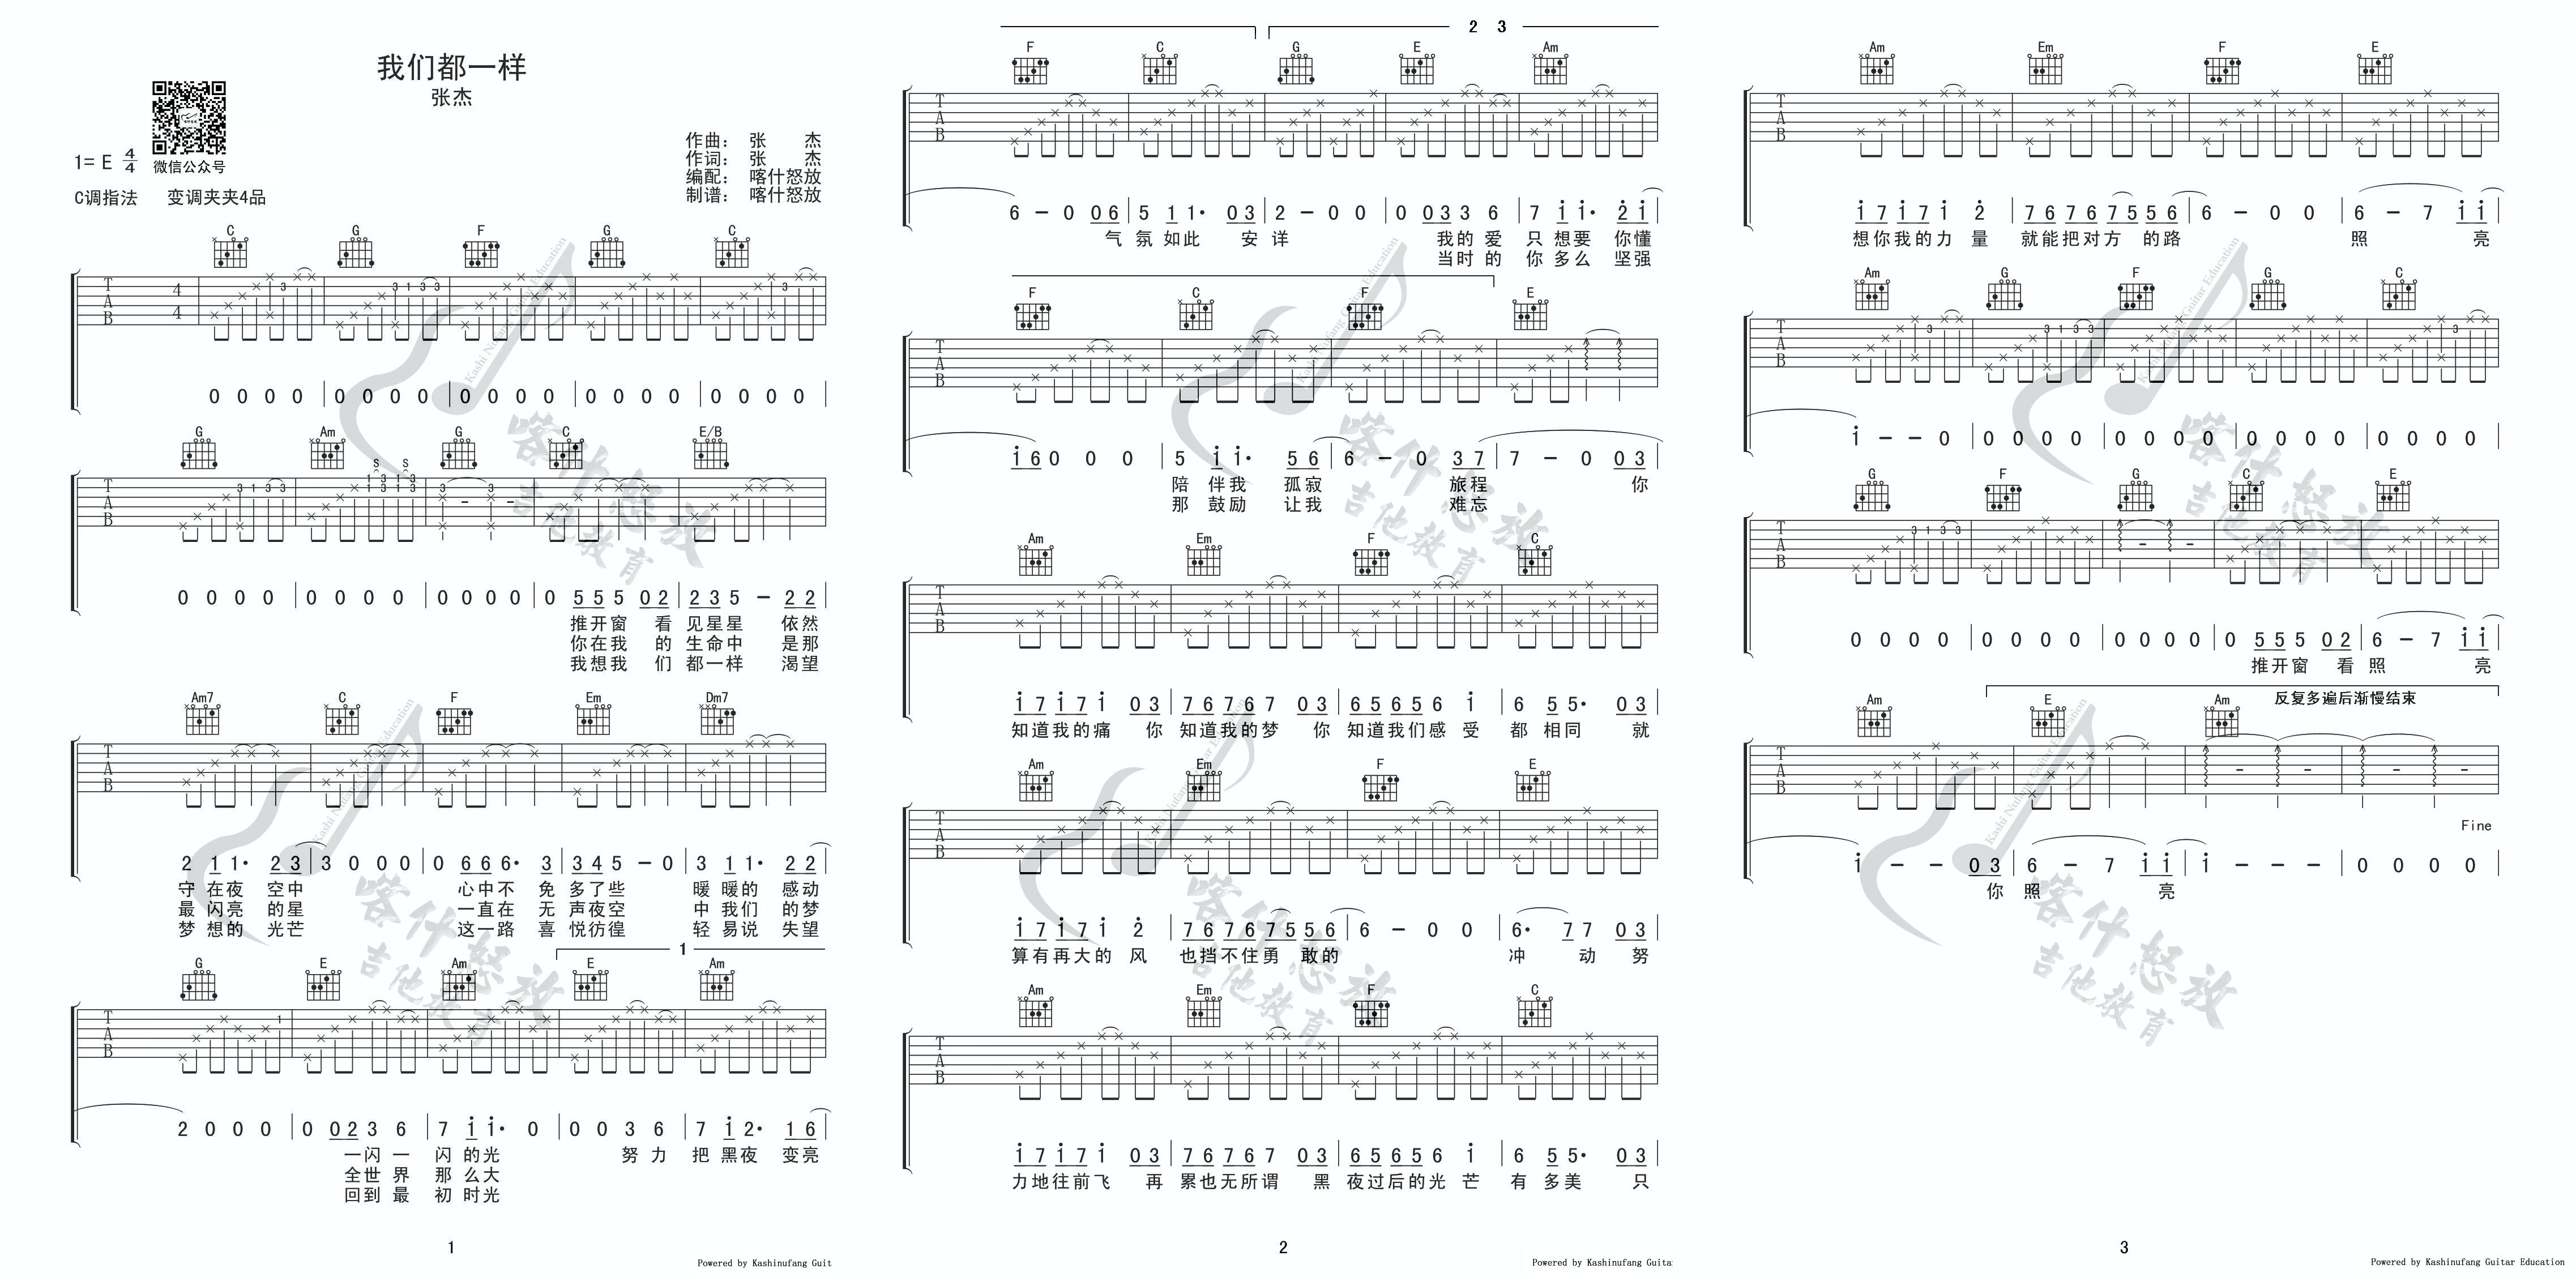 我们都一样
张杰
微信公众号
1= E 4/4
C调指法 变调夹夹4品
作曲： 张 杰
作词： 张 杰
编配： 喀什怒放
制谱： 喀什怒放
C G F G C
T A B 4 4 3 3 1 3 3 3
0 0 0 0 | 0 0 0 0 | 0 0 0 0 | 0 0 0 0 | 0 0 0 0
G Am G C E/B
S S
T A B 3 1 3 3 1 3 1 3 1 3 1 3 3 3
0 0 0 0 | 0 0 0 0 | 0 0 0 0 | 0 5 5 5 0 2 | 2 3 5 - 2 2
推开窗 看 见星星 依然
你在我 的 生命中 是那
我想我 们 都一样 渴望
Am7 C F Em Dm7
T A B
2 1 1· 2 3 | 3 0 0 0 | 0 6 6 6· 3 | 3 4 5 - 0 | 3 1 1· 2 2
守 在夜 空中 心中不 免 多了些 暖 暖的 感动
最 闪亮 的星 一直在 无 声夜空 中 我们 的梦
梦 想的 光芒 这一路 喜 悦彷徨 轻 易说 失望
1
G E Am E Am
T A B 1
2 0 0 0 | 0 0 2 3 6 | 7 i i· 0 | 0 0 3 6 | 7 i 2· 1 6
一闪一 闪 的光 努 力 把 黑夜 变亮
全世 界 那 么大
回到 最 初 时光
1
Powered by Kashinufang Guit
2 3
F C G E Am
T A B
6 - 0 0 6 | 5 1 1· 0 3 | 2 - 0 0 | 0 0 3 3 6 | 7 i i· 2 i
气 氛 如此 安 详 我的 爱 只 想要 你懂
当时 的 你 多么 坚强
F C F E
T A B
i 6 0 0 0 | 5 i i· 5 6 | 6 - 0 3 7 | 7 - 0 0 3
陪 伴我 孤寂 旅程 你
那 鼓励 让我 难忘
Am Em F C
T A B
i 7 i 7 i 0 3 | 7 6 7 6 7 0 3 | 6 5 6 5 6 i | 6 5 5· 0 3
知道我的痛 你 知道我的梦 你 知道我们感 受 都 相同 就
Am Em F E
T A B
i 7 i 7 i 2 | 7 6 7 6 7 5 5 6 | 6 - 0 0 | 6· 7 7 0 3
算有再大的 风 也挡不住勇 敢的 冲 动 努
Am Em F C
T A B
i 7 i 7 i 0 3 | 7 6 7 6 7 0 3 | 6 5 6 5 6 i | 6 5 5· 0 3
力地往前飞 再 累也无所谓 黑 夜过后的光 芒 有 多美 只
2
Powered by Kashinufang Guita
Am Em F E
T A B
i 7 i 7 i 2 | 7 6 7 6 7 5 5 6 | 6 - 0 0 | 6 - 7 i i
想你我的力 量 就能把对方 的路 照 亮
Am G F G C
T A B 3 3 1 3 3 3
i - - 0 | 0 0 0 0 | 0 0 0 0 | 0 0 0 0 | 0 0 0 0
G F G C E
T A B 3 1 3 3
0 0 0 0 | 0 0 0 0 | 0 0 0 0 | 0 5 5 5 0 2 | 6 - 7 i i
推开窗 看 照 亮
反复多遍后渐慢结束
Am E Am
T A B
Fine
i - - 0 3 | 6 - 7 i i | i - - - | 0 0 0 0
你 照 亮
3
Powered by Kashinufang Guitar Education
Kashi Nufang Guitar Education
喀什怒放
吉他教育